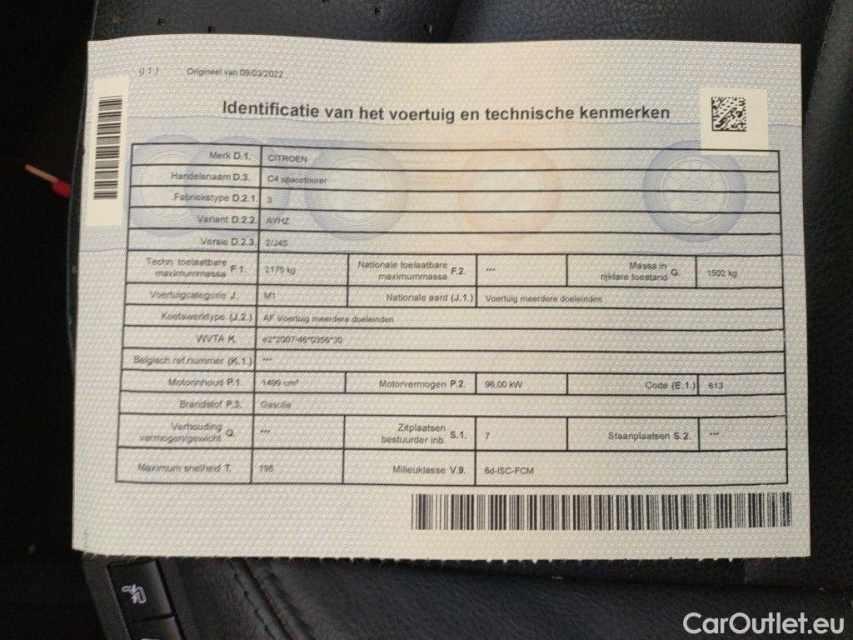 (I 1.) Origineel van 09/03/2022
Identificatie van het voertuig en technische kenmerken
Merk D.1. CITROEN
Handelsnaam D.3. C4 spacetourer
Fabriekstype D.2.1. 3
Variant D.2.2. AYHZ
Versie D.2.3. 2/J4S
Techn. toelaatbare maximummassa F.1. 2175 kg Nationale toelaatbare maximummassa F.2. *** Massa in rijklare toestand G. 1502 kg
Voertuigcategorie J. M1 Nationale aard (J.1.) Voertuig meerdere doeleinden
Koetswerktype (J.2.) AF Voertuig meerdere doeleinden
WVTA K. e2*2007/46*0356*30
Belgisch ref.nummer (K.1.) ***
Motorinhoud P.1. 1499 cm³ Motorvermogen P.2. 96.00 kW Code (E.1.) 613
Brandstof P.3. Gasolie
Verhouding vermogen/gewicht Q. *** Zitplaatsen bestuurder inb. S.1. 7 Staanplaatsen S.2. ***
Maximum snelheid T. 198 Milieuklasse V.9. 6d-ISC-FCM
CarOutlet.eu